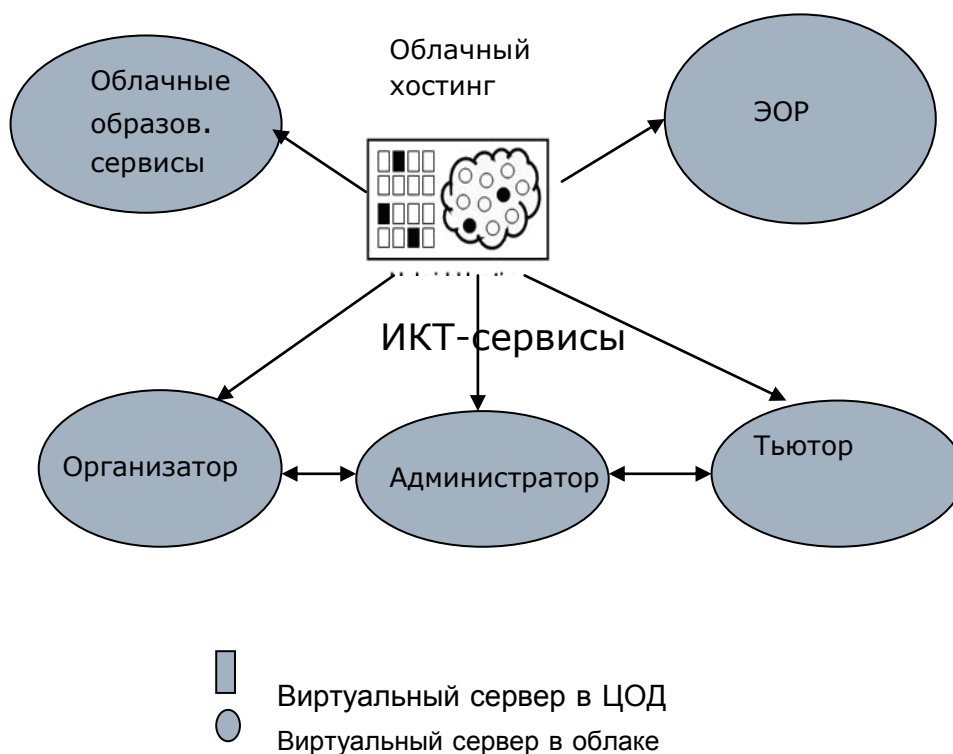 Облачный
хостинг
Облачные
образов.
сервисы
ЭОР
ИКТ-сервисы
Организатор
Администратор
Тьютор
Виртуальный сервер в ЦОД
Виртуальный сервер в облаке